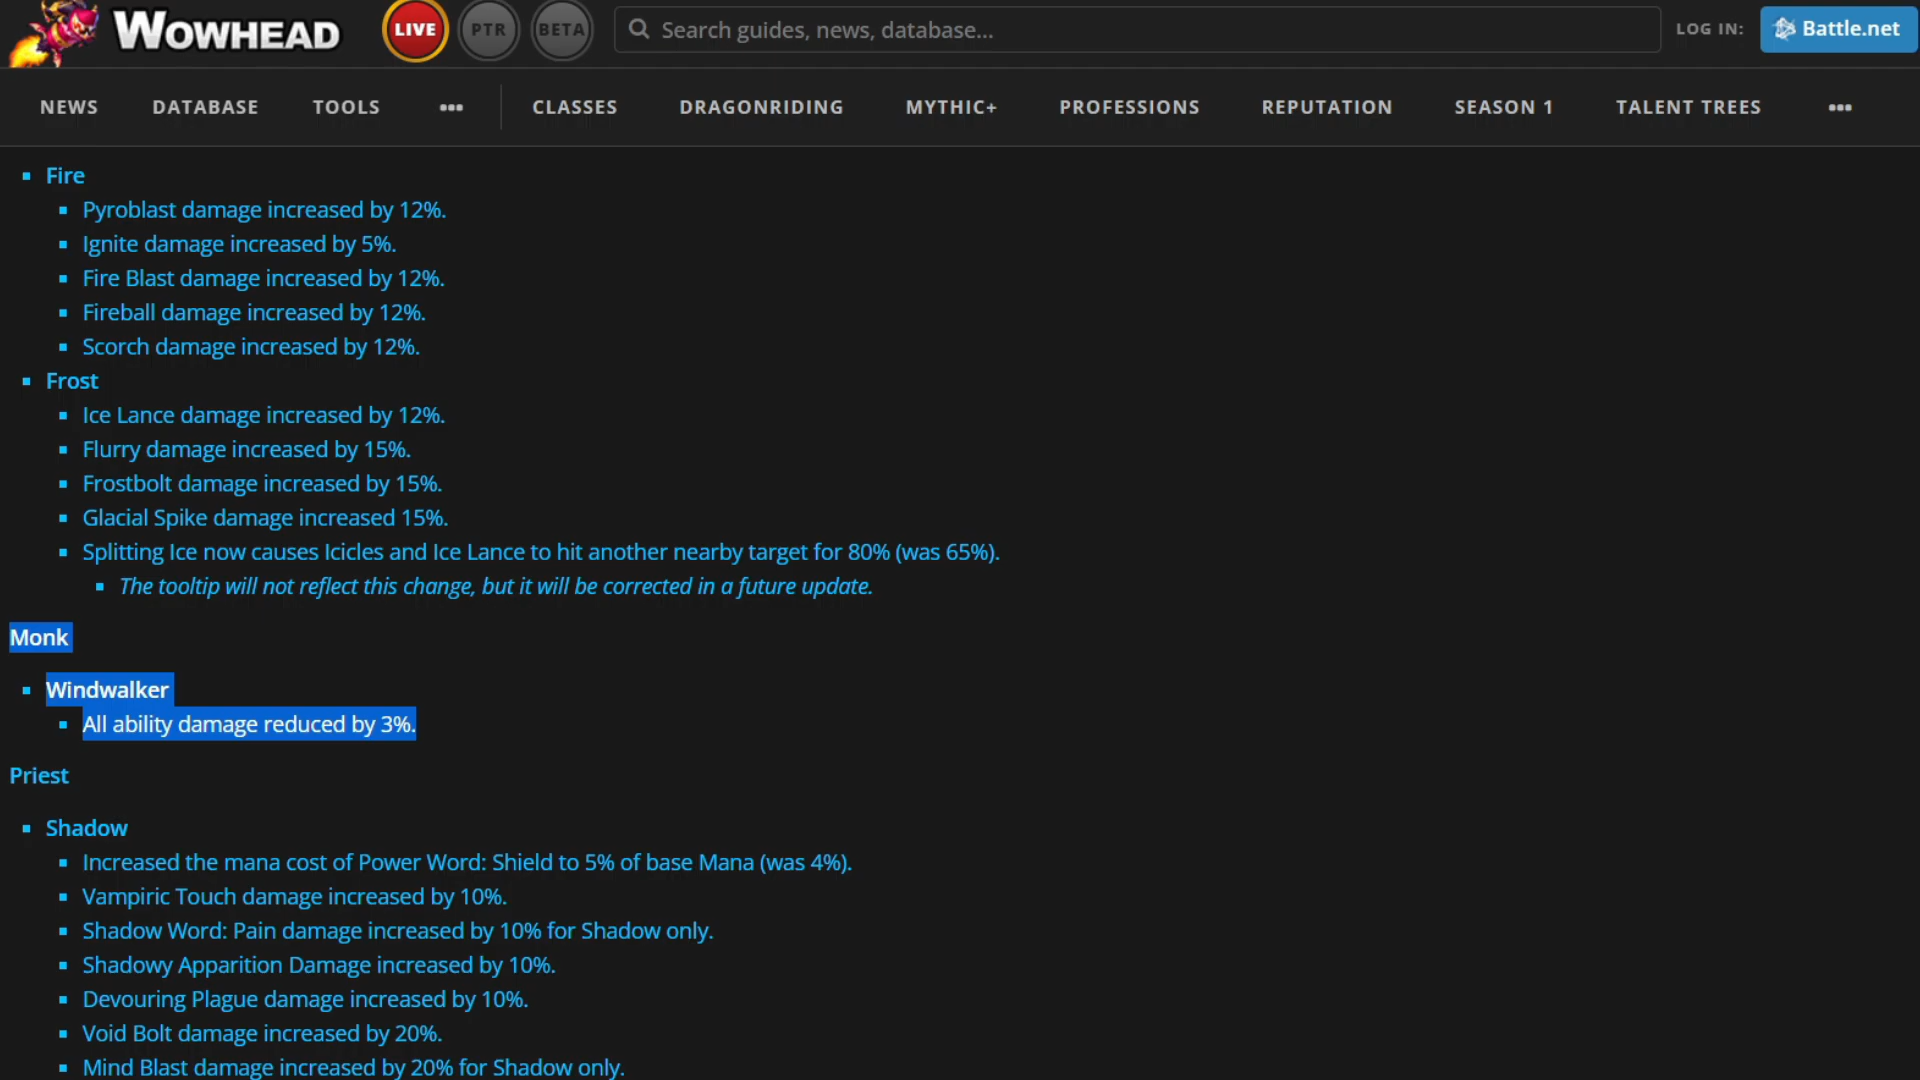 WOWHEAD
LIVE
PTR
BETA
Search guides, news, database...
LOG IN:
Battle.net
NEWS
DATABASE
TOOLS
•••
CLASSES
DRAGONRIDING
MYTHIC+
PROFESSIONS
REPUTATION
SEASON 1
TALENT TREES
•••
Fire
Pyroblast damage increased by 12%.
Ignite damage increased by 5%.
Fire Blast damage increased by 12%.
Fireball damage increased by 12%.
Scorch damage increased by 12%.
Frost
Ice Lance damage increased by 12%.
Flurry damage increased by 15%.
Frostbolt damage increased by 15%.
Glacial Spike damage increased 15%.
Splitting Ice now causes Icicles and Ice Lance to hit another nearby target for 80% (was 65%).
The tooltip will not reflect this change, but it will be corrected in a future update.
Monk
Windwalker
All ability damage reduced by 3%.
Priest
Shadow
Increased the mana cost of Power Word: Shield to 5% of base Mana (was 4%).
Vampiric Touch damage increased by 10%.
Shadow Word: Pain damage increased by 10% for Shadow only.
Shadowy Apparition Damage increased by 10%.
Devouring Plague damage increased by 10%.
Void Bolt damage increased by 20%.
Mind Blast damage increased by 20% for Shadow only.